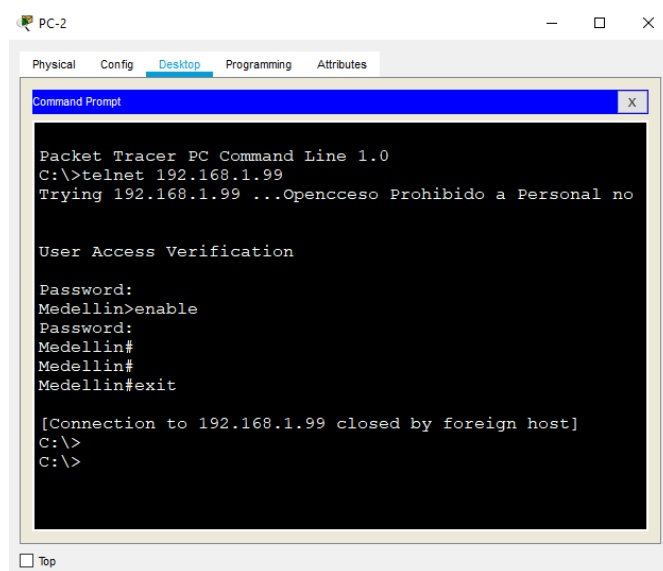 PC-2
Physical Config Desktop Programming Attributes
Command Prompt X
Packet Tracer PC Command Line 1.0
C:\>telnet 192.168.1.99
Trying 192.168.1.99 ...Opencceso Prohibido a Personal no
User Access Verification
Password:
Medellin>enable
Password:
Medellin#
Medellin#
Medellin#exit
[Connection to 192.168.1.99 closed by foreign host]
C:\>
C:\>
Top